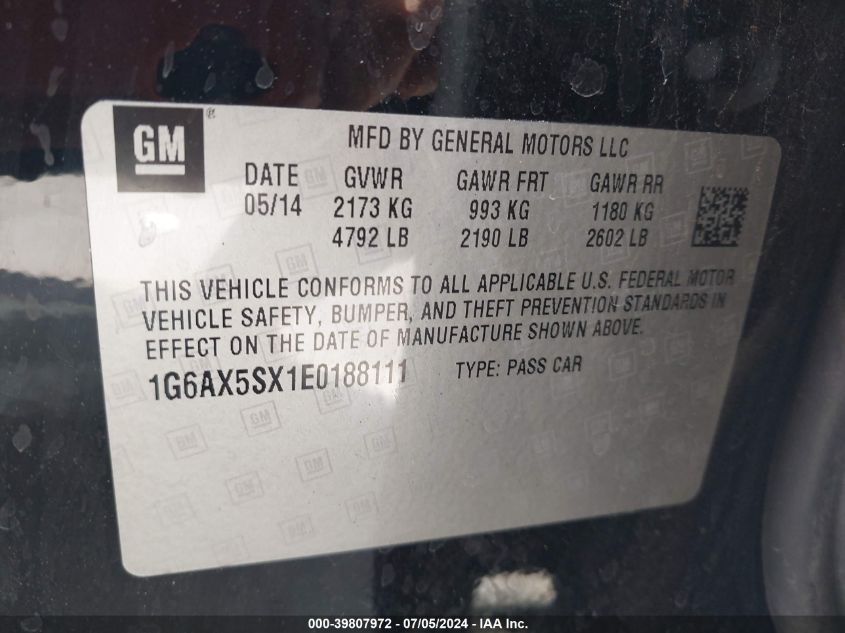 GM ®
MFD BY GENERAL MOTORS LLC
DATE GVWR GAWR FRT GAWR RR
05/14 2173 KG 993 KG 1180 KG
4792 LB 2190 LB 2602 LB
THIS VEHICLE CONFORMS TO ALL APPLICABLE U.S. FEDERAL MOTOR
VEHICLE SAFETY, BUMPER, AND THEFT PREVENTION STANDARDS IN
EFFECT ON THE DATE OF MANUFACTURE SHOWN ABOVE.
1G6AX5SX1E0188111 TYPE: PASS CAR
000-39807972 - 07/05/2024 - IAA Inc.